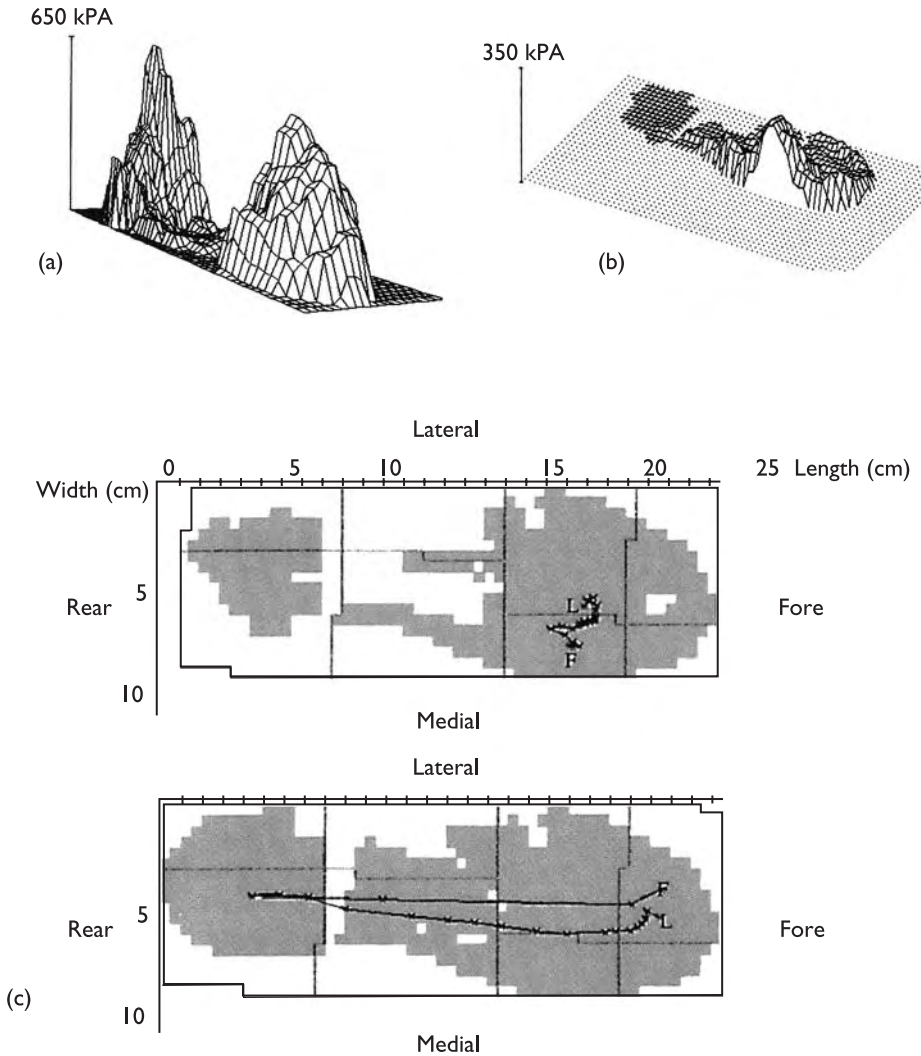 650 kPA
350 kPA
(a)
(b)
Lateral
0 5 10 15 20 25 Length (cm)
Width (cm)
5
Rear
L
F
Fore
10
Medial
Lateral
F
5
L
Rear
Fore
(c)
10
Medial